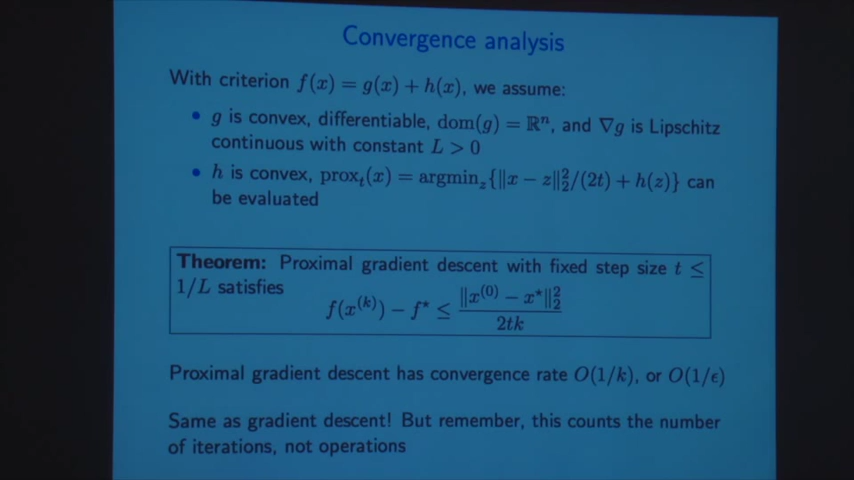 Convergence analysis
With criterion f(x) = g(x) + h(x), we assume:
• g is convex, differentiable, dom(g) = ℝⁿ, and ∇g is Lipschitz
continuous with constant L > 0
• h is convex, proxₜ(x) = argmin_z{‖x − z‖₂²/(2t) + h(z)} can
be evaluated
Theorem: Proximal gradient descent with fixed step size t ≤
1/L satisfies
f(x⁽ᵏ⁾) − f* ≤ ‖x⁽⁰⁾ − x*‖₂² / 2tk
Proximal gradient descent has convergence rate O(1/k), or O(1/ϵ)
Same as gradient descent! But remember, this counts the number
of iterations, not operations